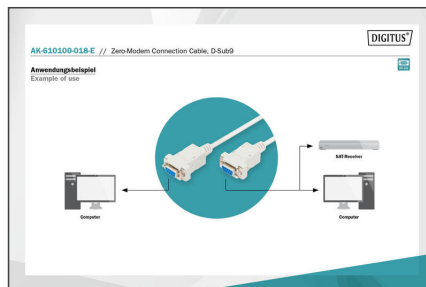 DIGITUS®
AK-610100-018-E // Zero-Modem Connection Cable, D-Sub9
Anwendungsbeispiel
Example of use
SAT-Receiver
Computer
Computer